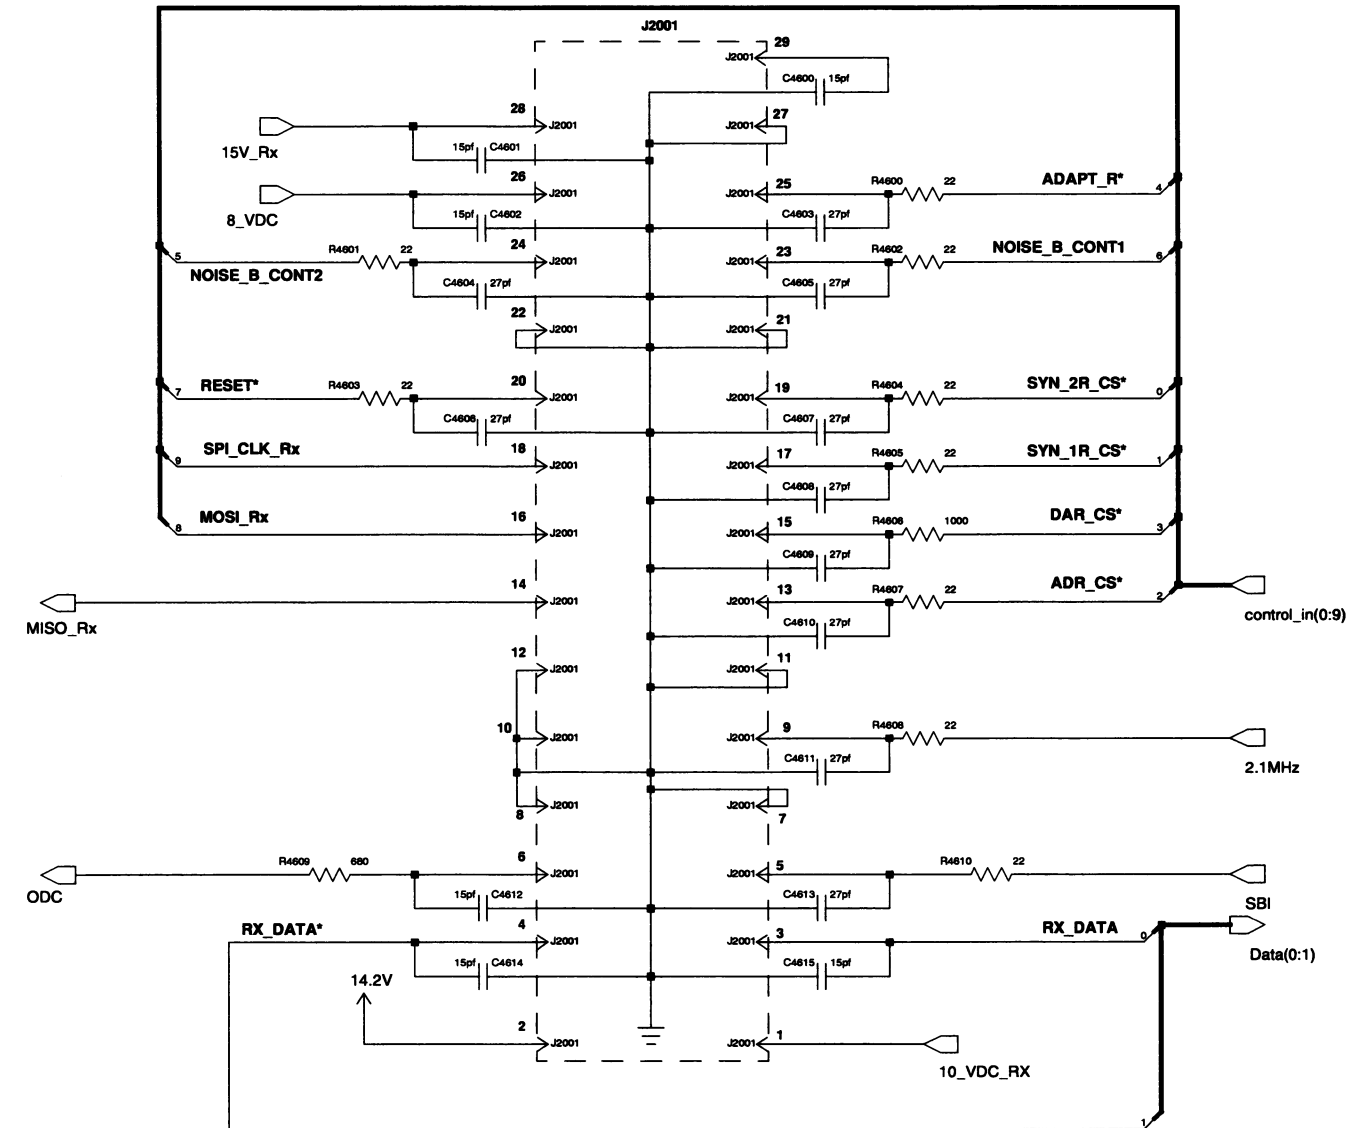 J2001
29
J2001
C4600 15pf
28
J2001
15V_Rx
15pf C4601
27
J2001
26
J2001
8_VDC
15pf C4602
25
J2001
R4600 22
ADAPT_R*
4
C4603 27pf
5
NOISE_B_CONT2
R4601 22
24
J2001
C4604 27pf
23
J2001
R4602 22
NOISE_B_CONT1
6
C4605 27pf
22
J2001
21
J2001
7
RESET*
R4603 22
20
J2001
C4606 27pf
19
J2001
R4604 22
SYN_2R_CS*
0
C4607 27pf
9
SPI_CLK_Rx
18
J2001
17
J2001
R4605 22
SYN_1R_CS*
1
C4608 27pf
8
MOSI_Rx
16
J2001
15
J2001
R4606 1000
DAR_CS*
3
C4609 27pf
MISO_Rx
14
J2001
13
J2001
R4607 22
ADR_CS*
2
control_in(0:9)
C4610 27pf
12
J2001
11
J2001
10
J2001
9
J2001
R4608 22
2.1MHz
C4611 27pf
8
J2001
7
J2001
ODC
R4609 680
6
J2001
15pf C4612
5
J2001
R4610 22
SBI
C4613 27pf
RX_DATA*
4
J2001
15pf C4614
3
J2001
RX_DATA
0
Data(0:1)
C4615 15pf
14.2V
2
J2001
1
J2001
10_VDC_RX
1